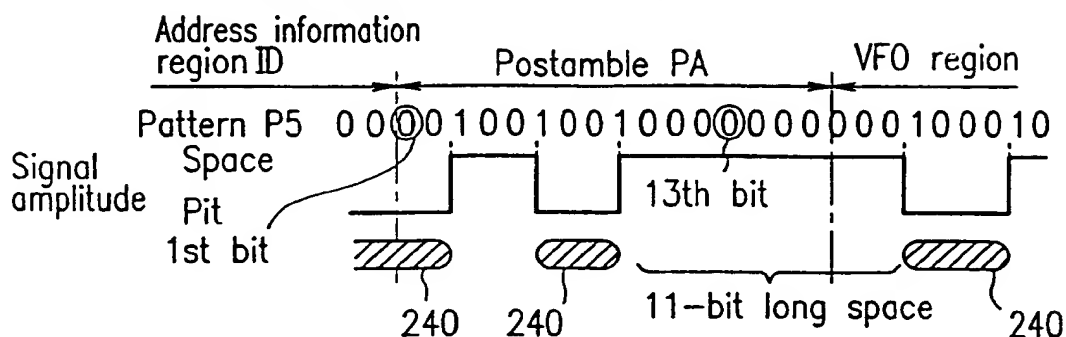 Address information
region ID
Postamble PA
VFO region
Pattern P5 0 0 0 0 1 0 0 1 0 0 1 0 0 0 0 0 0 0 0 0 0 1 0 0 0 1 0
Space
Signal
amplitude
Pit
1st bit
13th bit
11-bit long space
240 240 240